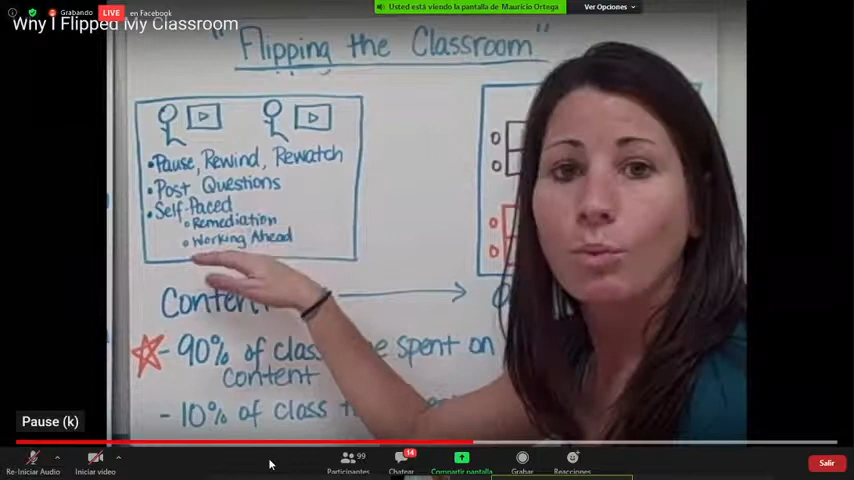 Grabando
LIVE
en Facebook
Usted está viendo la pantalla de Mauricio Ortega
Ver Opciones
Why I Flipped My Classroom
"Flipping the Classroom"
•Pause, Rewind, Rewatch
•Post Questions
•Self-Paced
Remediation
Working Ahead
Content
- 90% of class spent on
content
- 10% of class
Pause (k)
Re-Iniciar Audio
Iniciar video
99
Participantes
14
Chatear
Compartir pantalla
Grabar
Reacciones
Salir